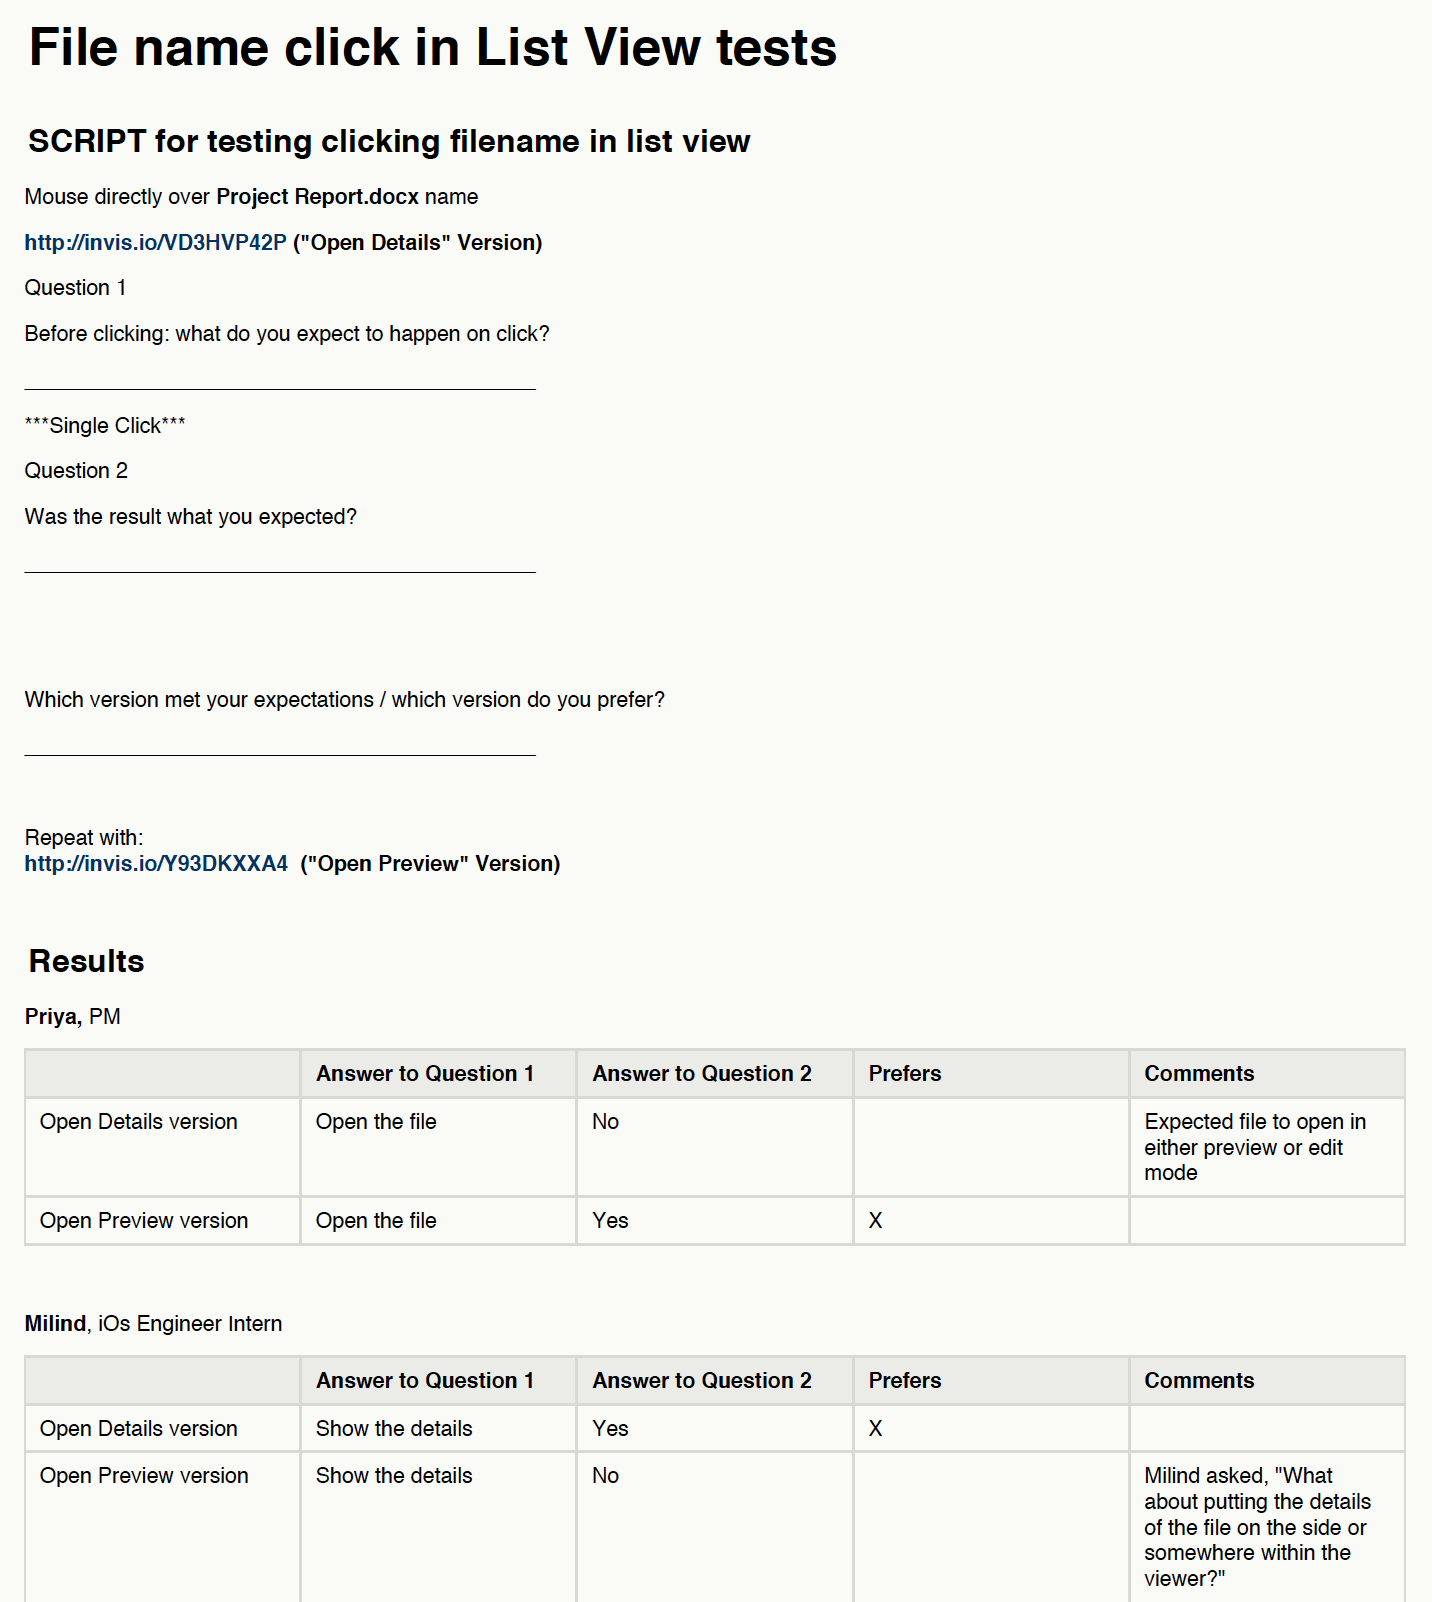 File name click in List View tests
SCRIPT for testing clicking filename in list view
Mouse directly over Project Report.docx name
http://invis.io/VD3HVP42P ("Open Details" Version)
Question 1
Before clicking: what do you expect to happen on click?
***Single Click***
Question 2
Was the result what you expected?
Which version met your expectations / which version do you prefer?
Repeat with:
http://invis.io/Y93DKXXA4 ("Open Preview" Version)
Results
Priya, PM
Answer to Question 1 Answer to Question 2 Prefers Comments
Open Details version Open the file No Expected file to open in
either preview or edit
mode
Open Preview version Open the file Yes X
Milind, iOs Engineer Intern
Answer to Question 1 Answer to Question 2 Prefers Comments
Open Details version Show the details Yes X
Open Preview version Show the details No Milind asked, "What
about putting the details
of the file on the side or
somewhere within the
viewer?"